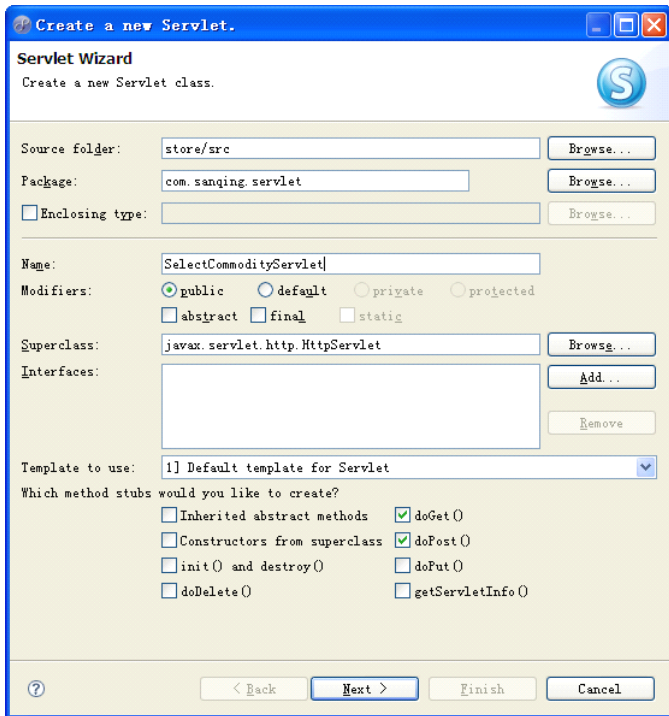 Create a new Servlet.
Servlet Wizard
Create a new Servlet class.
S
Source folder: store/src Browse...
Package: com.sanqing.servlet Browse...
Enclosing type: Browse...
Name: SelectCommodityServlet
Modifiers: public default private protected
abstract final static
Superclass: javax.servlet.http.HttpServlet Browse...
Interfaces: Add...
Remove
Template to use: 1] Default template for Servlet
Which method stubs would you like to create?
Inherited abstract methods doGet()
Constructors from superclass doPost()
init() and destroy() doPut()
doDelete() getServletInfo()
? < Back Next > Finish Cancel